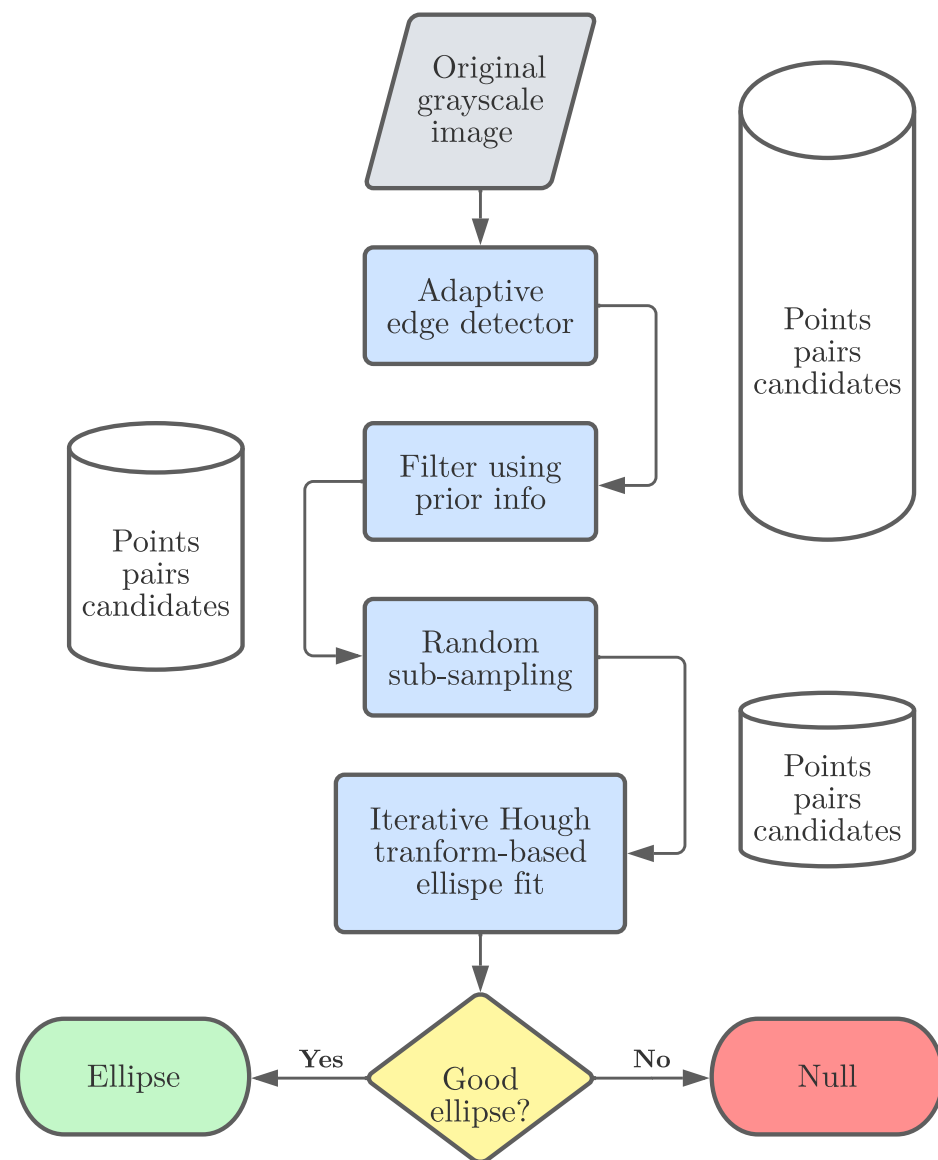 Original
grayscale
image
Adaptive
edge detector
Points
pairs
candidates
Filter using
prior info
Points
pairs
candidates
Random
sub-sampling
Points
pairs
candidates
Iterative Hough
tranform-based
ellispe fit
Good
ellipse?
Yes
Ellipse
No
Null